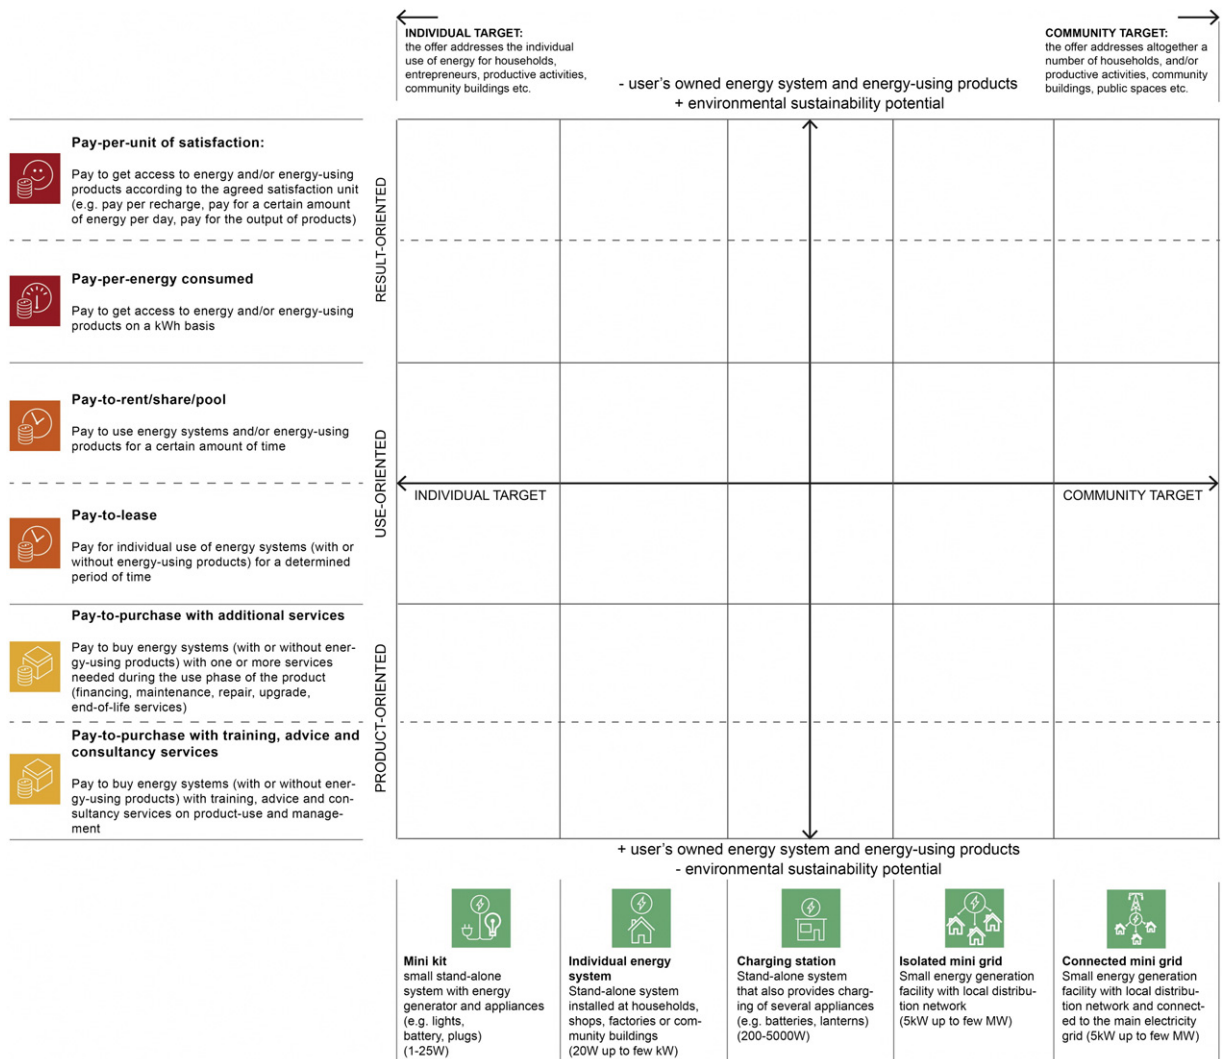 INDIVIDUAL TARGET:
the offer addresses the individual
use of energy for households,
entrepreneurs, productive activities,
community buildings etc.
- user's owned energy system and energy-using products
+ environmental sustainability potential
COMMUNITY TARGET:
the offer addresses altogether a
number of households, and/or
productive activities, community
buildings, public spaces etc.
Pay-per-unit of satisfaction:
Pay to get access to energy and/or energy-using
products according to the agreed satisfaction unit
(e.g. pay per recharge, pay for a certain amount
of energy per day, pay for the output of products)
Pay-per-energy consumed
Pay to get access to energy and/or energy-using
products on a kWh basis
RESULT-ORIENTED
Pay-to-rent/share/pool
Pay to use energy systems and/or energy-using
products for a certain amount of time
Pay-to-lease
Pay for individual use of energy systems (with or
without energy-using products) for a determined
period of time
USE-ORIENTED
INDIVIDUAL TARGET
COMMUNITY TARGET
Pay-to-purchase with additional services
Pay to buy energy systems (with or without ener-
gy-using products) with one or more services
needed during the use phase of the product
(financing, maintenance, repair, upgrade,
end-of-life services)
Pay-to-purchase with training, advice and
consultancy services
Pay to buy energy systems (with or without ener-
gy-using products) with training, advice and con-
sultancy services on product-use and manage-
ment
PRODUCT-ORIENTED
+ user's owned energy system and energy-using products
- environmental sustainability potential
Mini kit
small stand-alone
system with energy
generator and appliances
(e.g. lights,
battery, plugs)
(1-25W)
Individual energy
system
Stand-alone system
installed at households,
shops, factories or com-
munity buildings
(20W up to few kW)
Charging station
Stand-alone system
that also provides charg-
ing of several appliances
(e.g. batteries, lanterns)
(200-5000W)
Isolated mini grid
Small energy generation
facility with local distribu-
tion network
(5kW up to few MW)
Connected mini grid
Small energy generation
facility with local distribu-
tion network and connect-
ed to the main electricity
grid (5kW up to few MW)